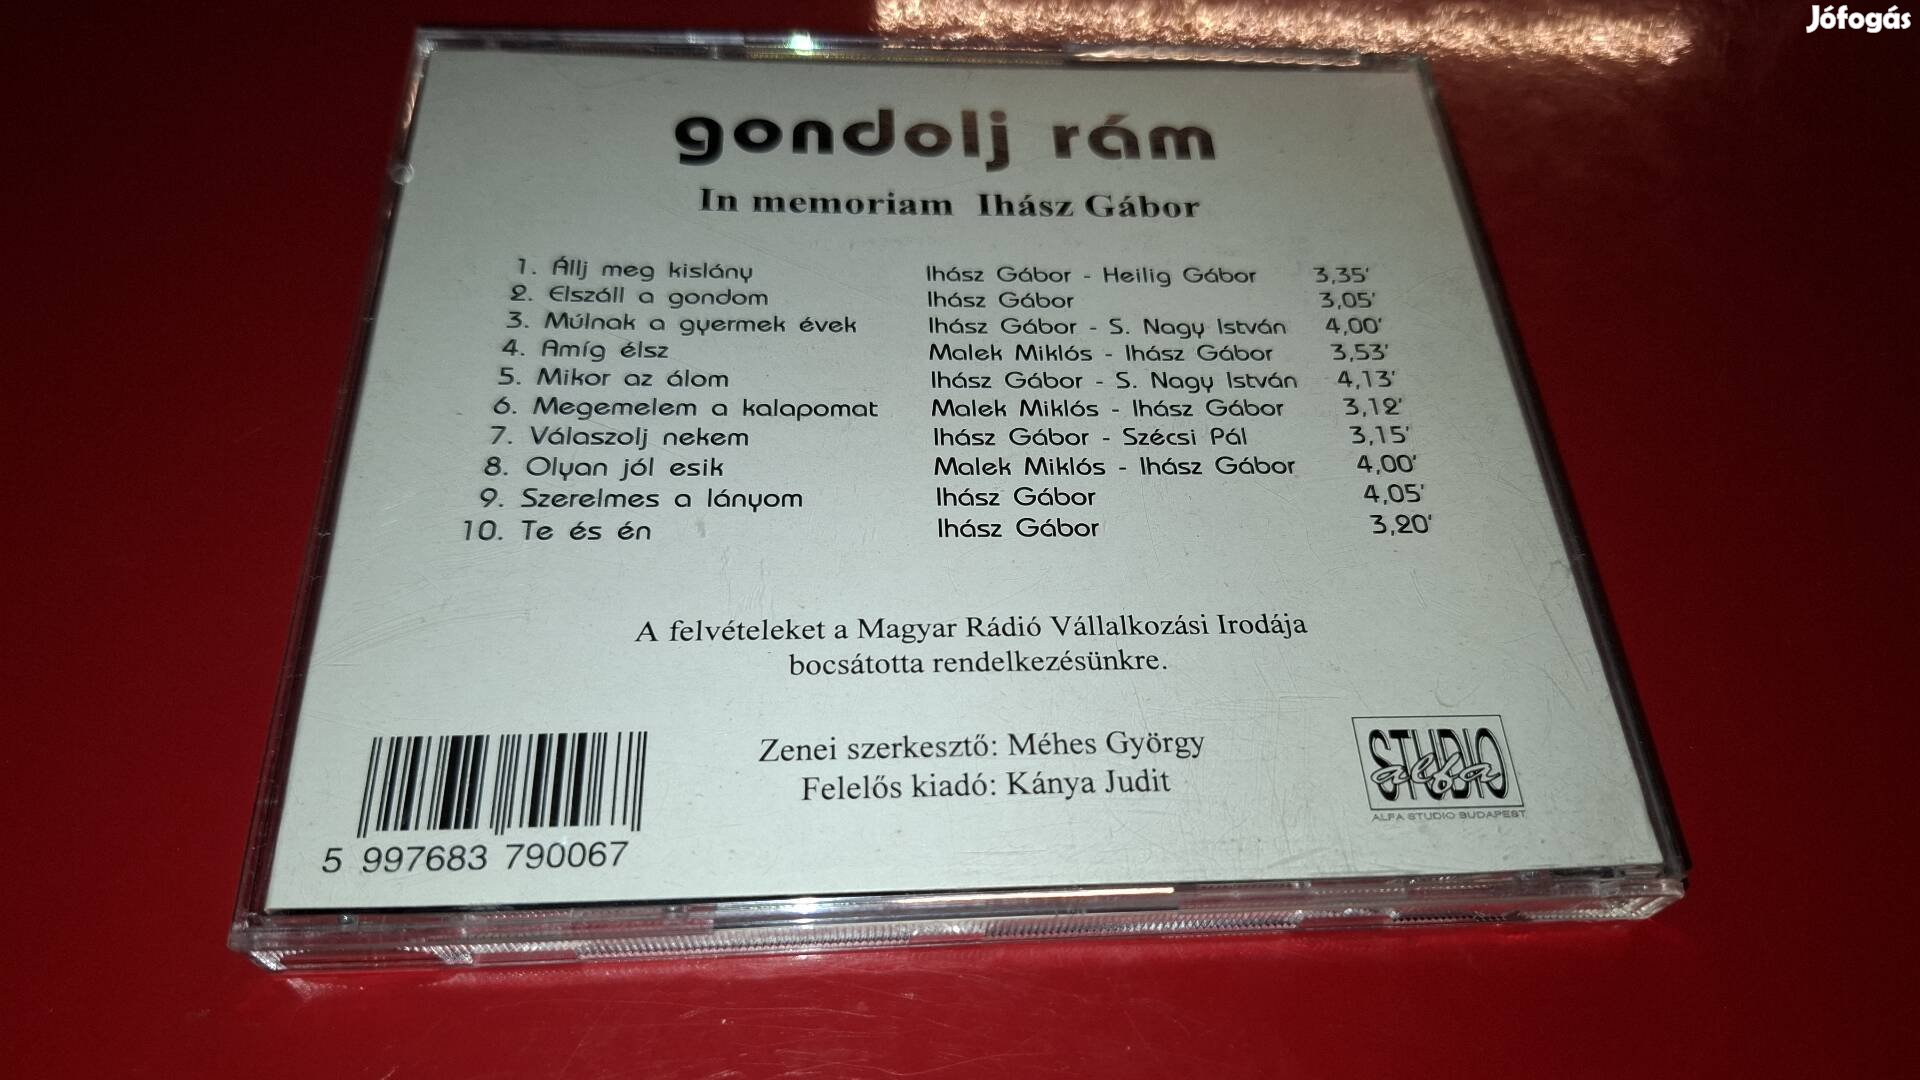 Jófogás
gondolj rám
In memoriam Ihász Gábor
1. Állj meg kislány Ihász Gábor - Heilig Gábor 3,35'
2. Elszáll a gondom Ihász Gábor 3,05'
3. Múlnak a gyermek évek Ihász Gábor - S. Nagy István 4,00'
4. Amíg élsz Malek Miklós - Ihász Gábor 3,53'
5. Mikor az álom Ihász Gábor - S. Nagy István 4,13'
6. Megemelem a kalapomat Malek Miklós - Ihász Gábor 3,12'
7. Válaszolj nekem Ihász Gábor - Szécsi Pál 3,15'
8. Olyan jól esik Malek Miklós - Ihász Gábor 4,00'
9. Szerelmes a lányom Ihász Gábor 4,05'
10. Te és én Ihász Gábor 3,20'
A felvételeket a Magyar Rádió Vállalkozási Irodája
bocsátotta rendelkezésünkre.
Zenei szerkesztő: Méhes György
Felelős kiadó: Kánya Judit
STUDIO
alfa
ALFA STUDIO BUDAPEST
5 997683 790067